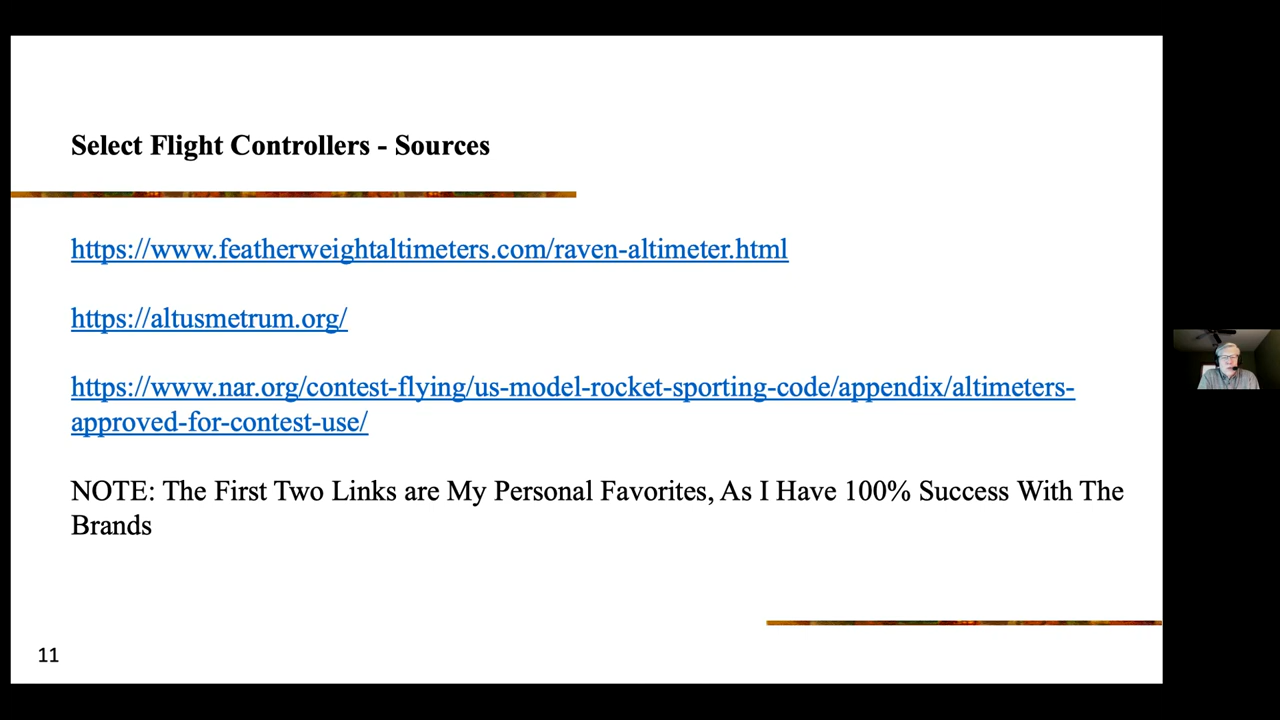 Select Flight Controllers - Sources
https://www.featherweightaltimeters.com/raven-altimeter.html
https://altusmetrum.org/
https://www.nar.org/contest-flying/us-model-rocket-sporting-code/appendix/altimeters-
approved-for-contest-use/
NOTE: The First Two Links are My Personal Favorites, As I Have 100% Success With The
Brands
11